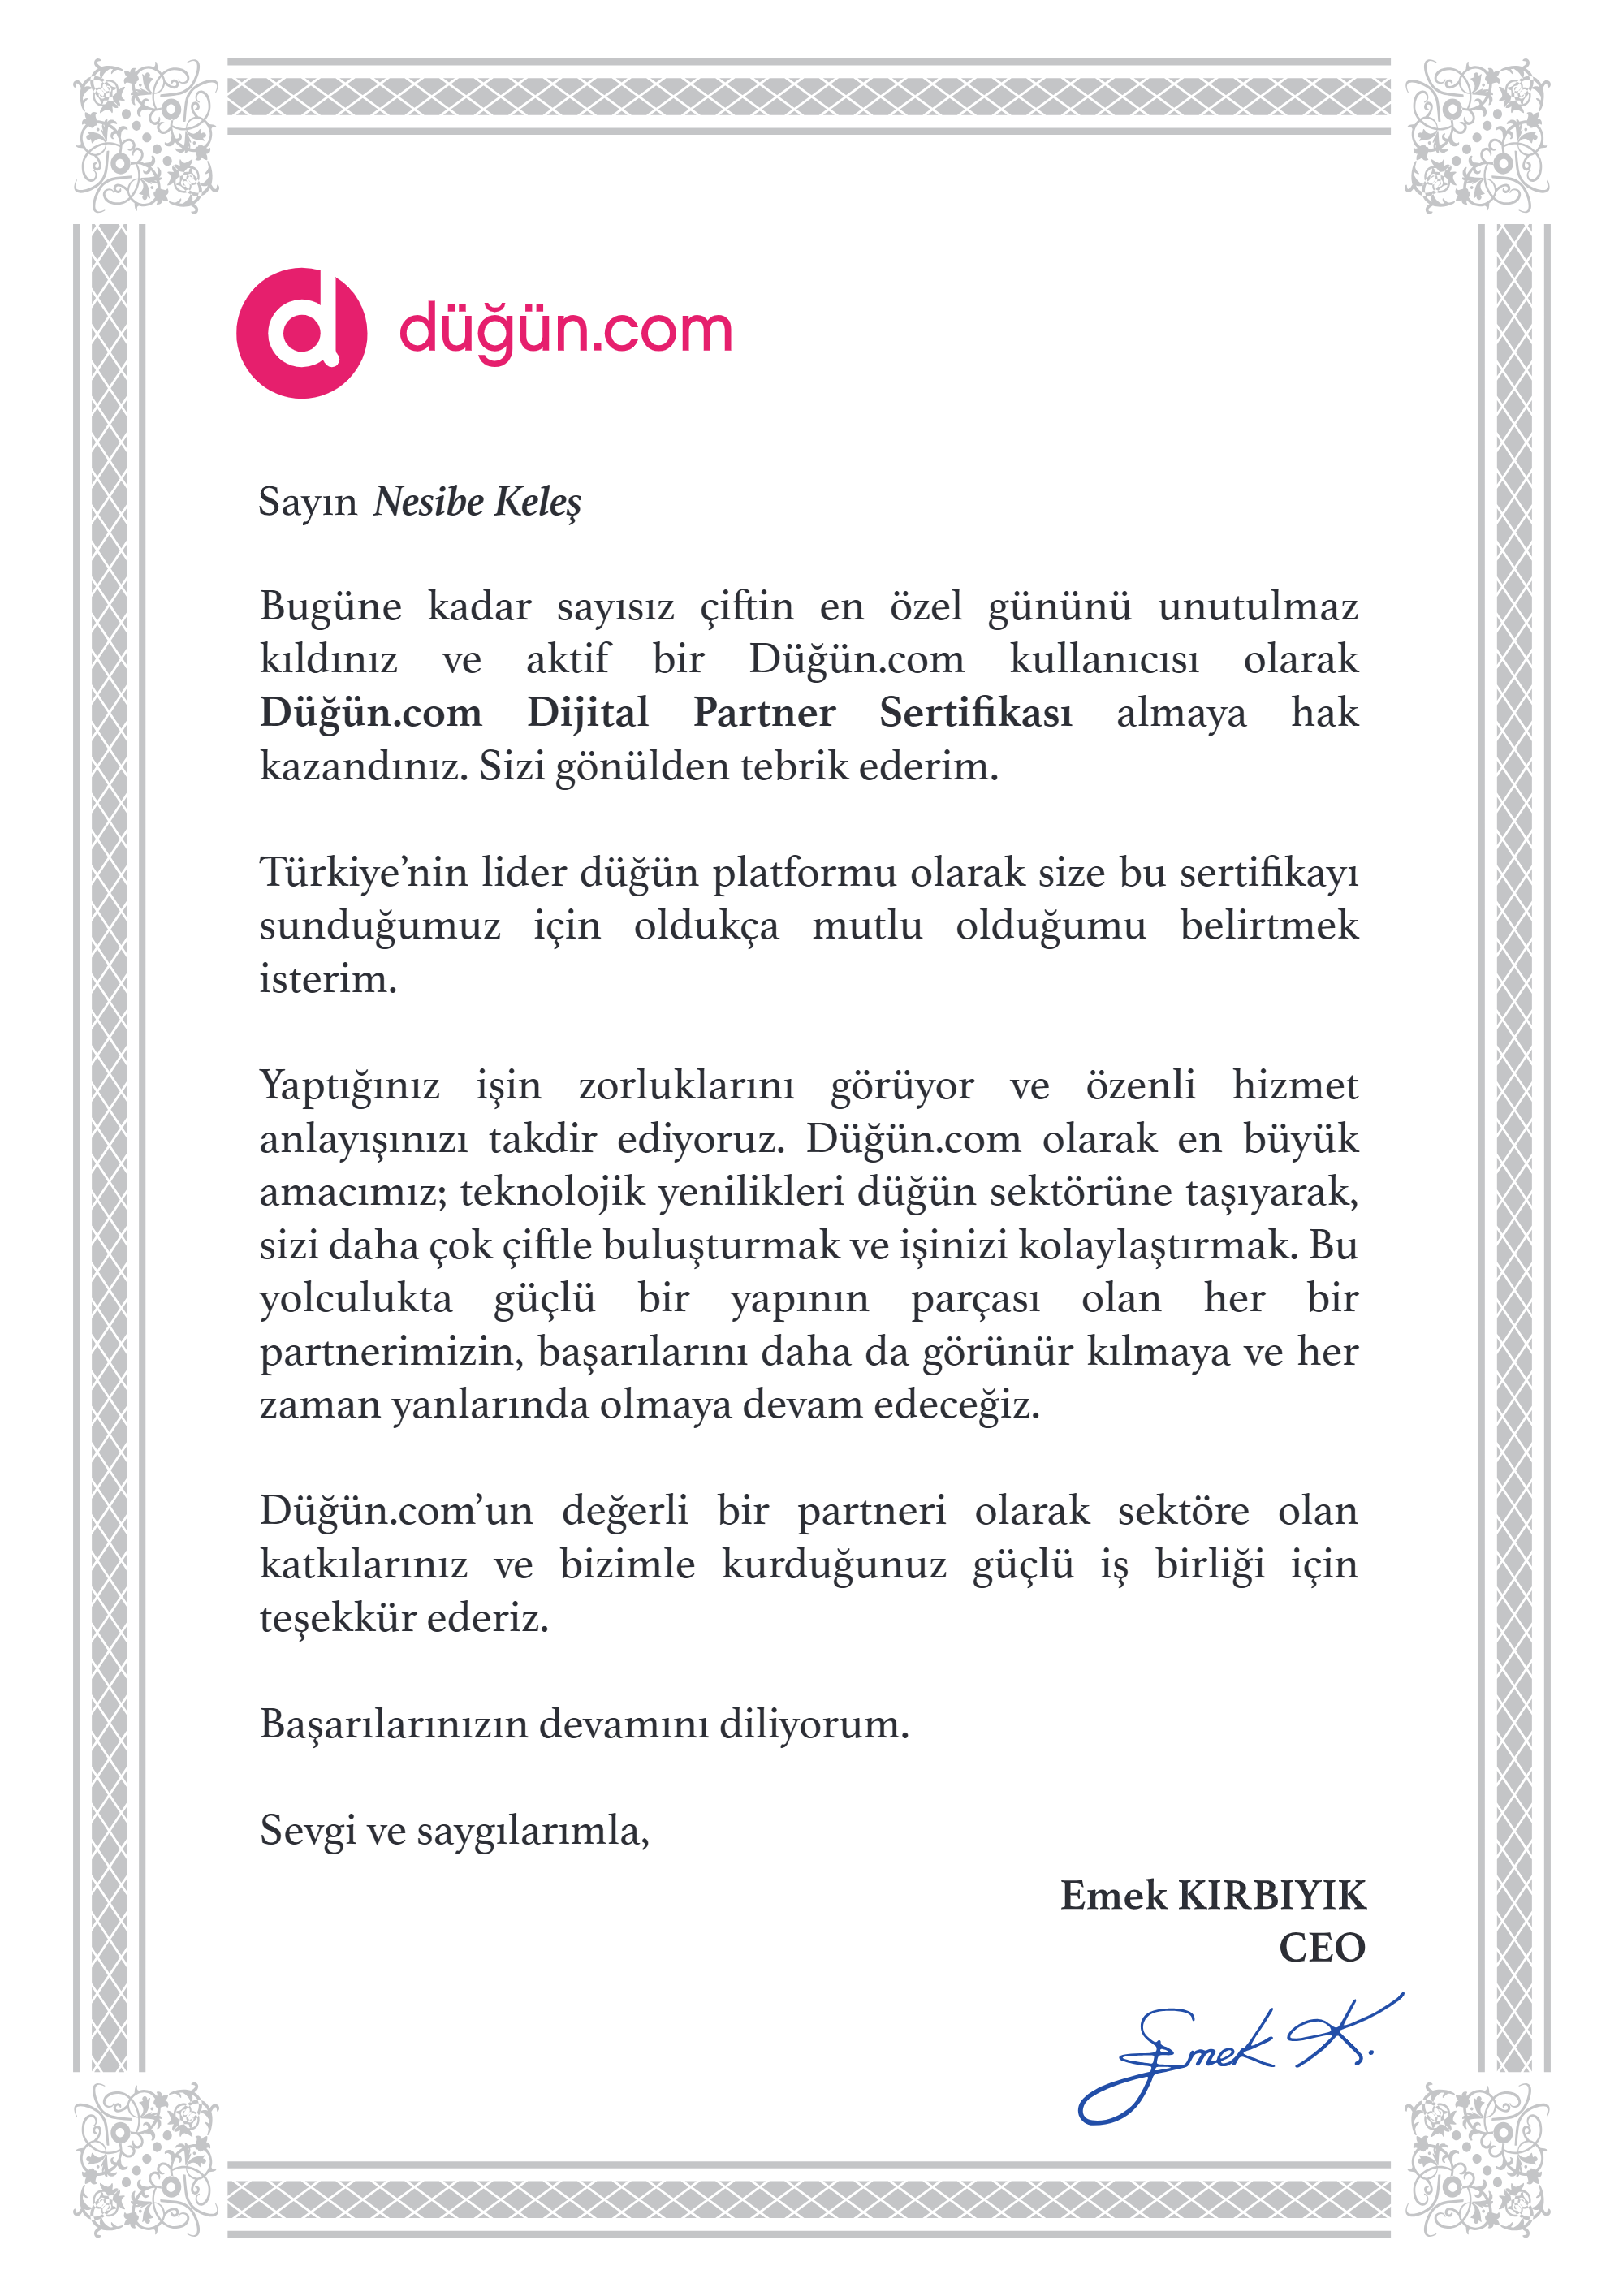 düğün.com
Sayın Nesibe Keleş
Bugüne kadar sayısız çiftin en özel gününü unutulmaz
kıldınız ve aktif bir Düğün.com kullanıcısı olarak
Düğün.com Dijital Partner Sertifikası almaya hak
kazandınız. Sizi gönülden tebrik ederim.
Türkiye’nin lider düğün platformu olarak size bu sertifikayı
sunduğumuz için oldukça mutlu olduğumu belirtmek
isterim.
Yaptığınız işin zorluklarını görüyor ve özenli hizmet
anlayışınızı takdir ediyoruz. Düğün.com olarak en büyük
amacımız; teknolojik yenilikleri düğün sektörüne taşıyarak,
sizi daha çok çiftle buluşturmak ve işinizi kolaylaştırmak. Bu
yolculukta güçlü bir yapının parçası olan her bir
partnerimizin, başarılarını daha da görünür kılmaya ve her
zaman yanlarında olmaya devam edeceğiz.
Düğün.com’un değerli bir partneri olarak sektöre olan
katkılarınız ve bizimle kurduğunuz güçlü iş birliği için
teşekkür ederiz.
Başarılarınızın devamını diliyorum.
Sevgi ve saygılarımla,
Emek KIRBIYIK
CEO
Emek K.